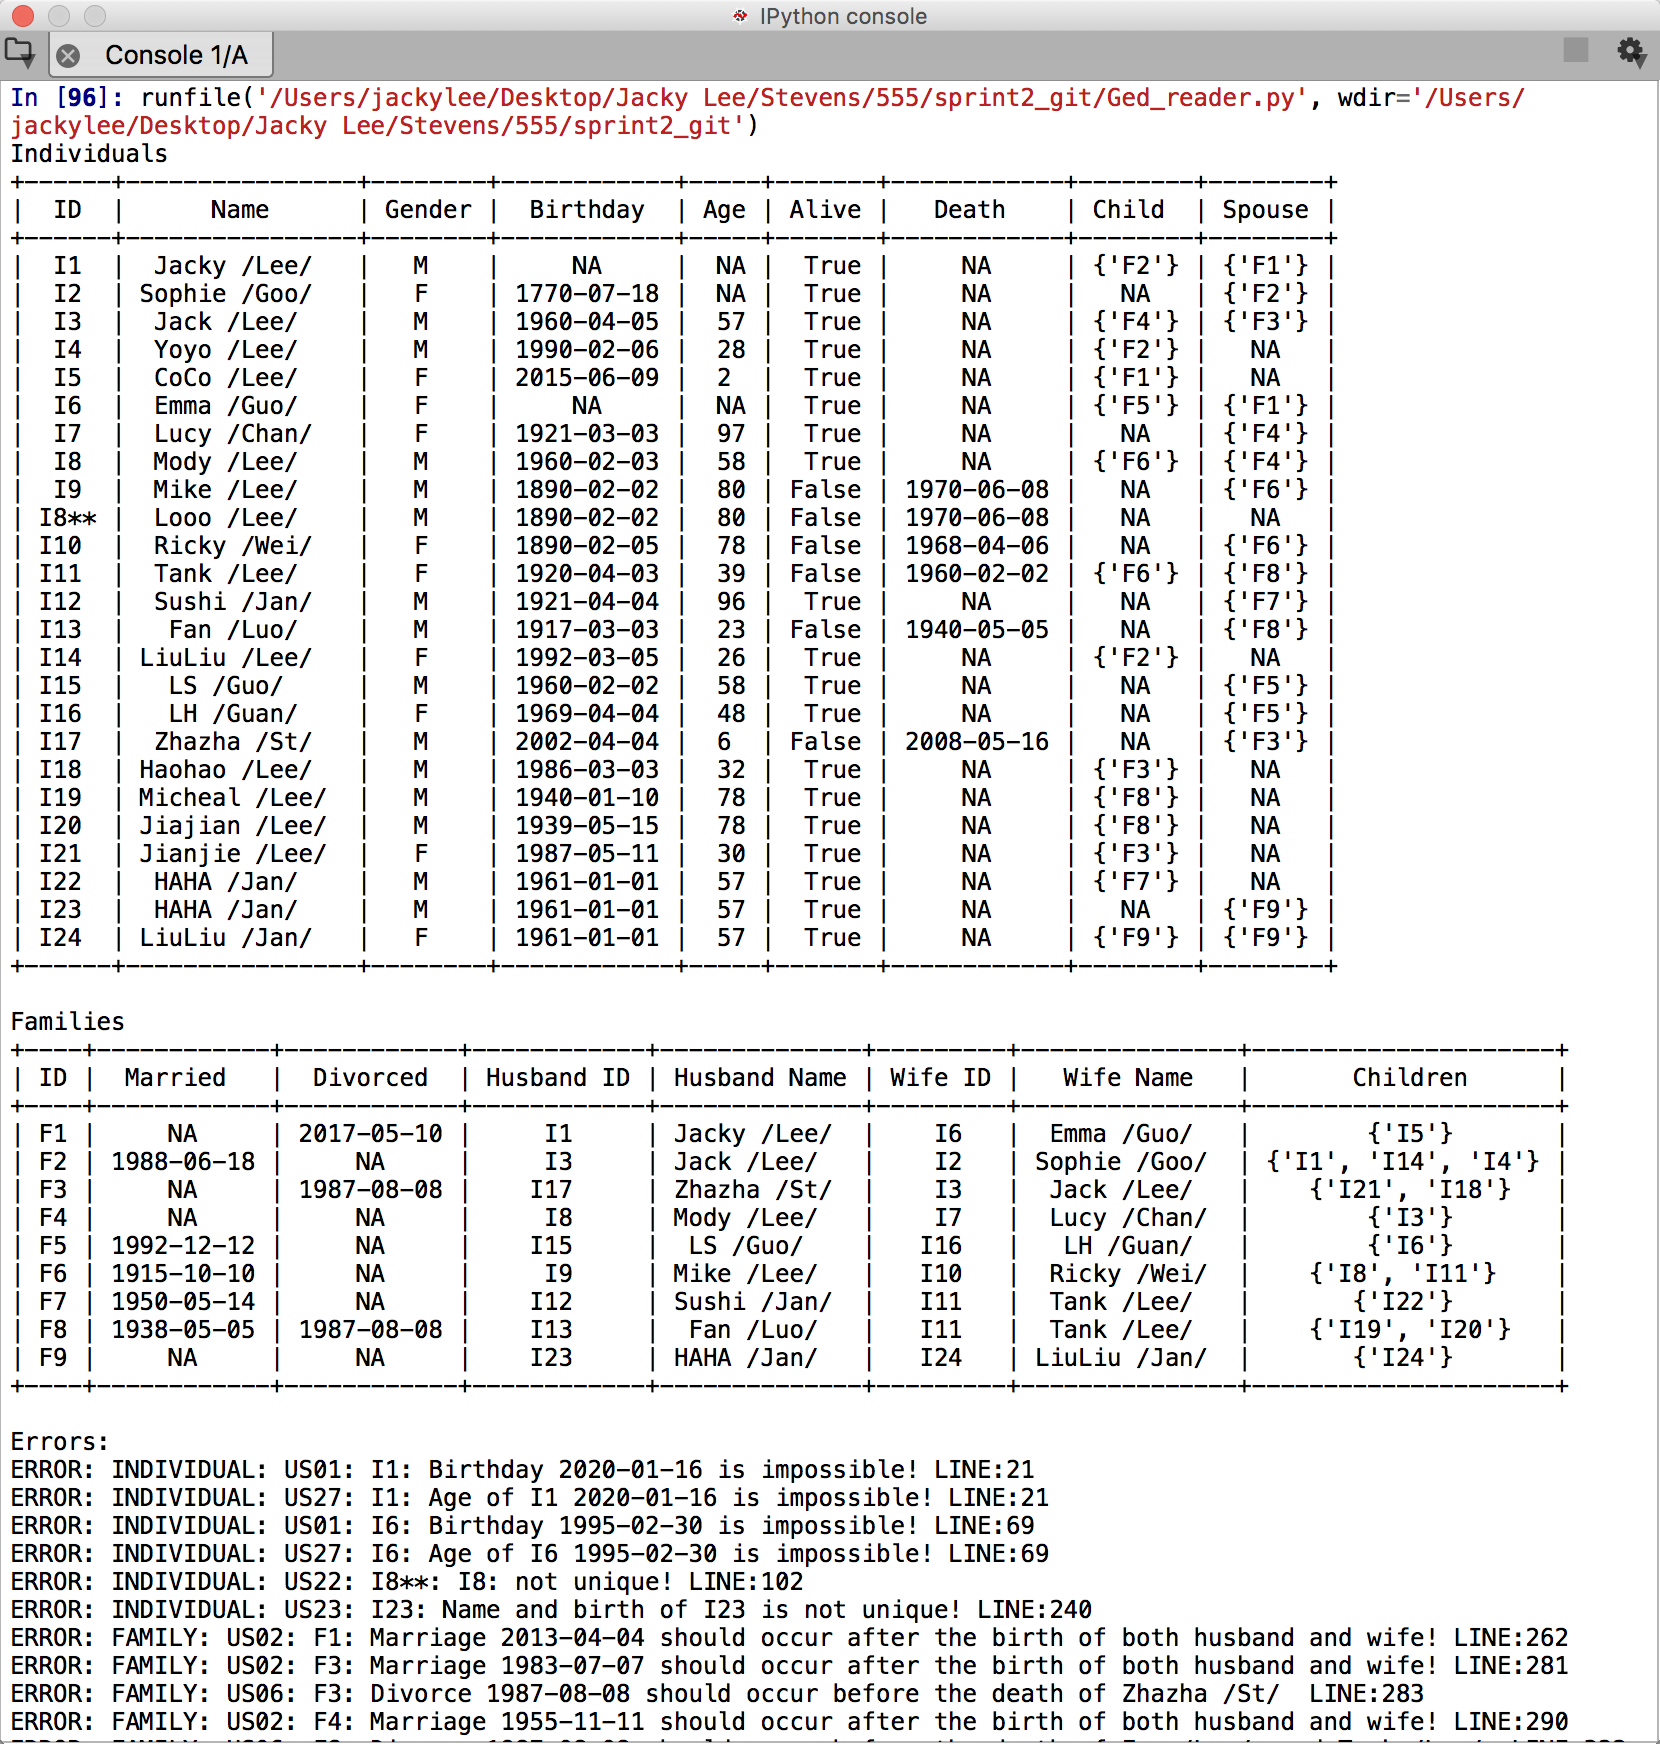 IPython console
Console 1/A
In [96]: runfile('/Users/jackylee/Desktop/Jacky Lee/Stevens/555/sprint2_git/Ged_reader.py', wdir='/Users/
jackylee/Desktop/Jacky Lee/Stevens/555/sprint2_git')
Individuals
+------+----------------+--------+------------+-----+-------+------------+--------+--------+
| ID | Name | Gender | Birthday | Age | Alive | Death | Child | Spouse |
+------+----------------+--------+------------+-----+-------+------------+--------+--------+
| I1 | Jacky /Lee/ | M | NA | NA | True | NA | {'F2'} | {'F1'} |
| I2 | Sophie /Goo/ | F | 1770-07-18 | NA | True | NA | NA | {'F2'} |
| I3 | Jack /Lee/ | M | 1960-04-05 | 57 | True | NA | {'F4'} | {'F3'} |
| I4 | Yoyo /Lee/ | M | 1990-02-06 | 28 | True | NA | {'F2'} | NA |
| I5 | CoCo /Lee/ | F | 2015-06-09 | 2 | True | NA | {'F1'} | NA |
| I6 | Emma /Guo/ | F | NA | NA | True | NA | {'F5'} | {'F1'} |
| I7 | Lucy /Chan/ | F | 1921-03-03 | 97 | True | NA | NA | {'F4'} |
| I8 | Mody /Lee/ | M | 1960-02-03 | 58 | True | NA | {'F6'} | {'F4'} |
| I9 | Mike /Lee/ | M | 1890-02-02 | 80 | False | 1970-06-08 | NA | {'F6'} |
| I8** | Looo /Lee/ | M | 1890-02-02 | 80 | False | 1970-06-08 | NA | NA |
| I10 | Ricky /Wei/ | F | 1890-02-05 | 78 | False | 1968-04-06 | NA | {'F6'} |
| I11 | Tank /Lee/ | F | 1920-04-03 | 39 | False | 1960-02-02 | {'F6'} | {'F8'} |
| I12 | Sushi /Jan/ | M | 1921-04-04 | 96 | True | NA | NA | {'F7'} |
| I13 | Fan /Luo/ | M | 1917-03-03 | 23 | False | 1940-05-05 | NA | {'F8'} |
| I14 | LiuLiu /Lee/ | F | 1992-03-05 | 26 | True | NA | {'F2'} | NA |
| I15 | LS /Guo/ | M | 1960-02-02 | 58 | True | NA | NA | {'F5'} |
| I16 | LH /Guan/ | F | 1969-04-04 | 48 | True | NA | NA | {'F5'} |
| I17 | Zhazha /St/ | M | 2002-04-04 | 6 | False | 2008-05-16 | NA | {'F3'} |
| I18 | Haohao /Lee/ | M | 1986-03-03 | 32 | True | NA | {'F3'} | NA |
| I19 | Micheal /Lee/ | M | 1940-01-10 | 78 | True | NA | {'F8'} | NA |
| I20 | Jiajian /Lee/ | M | 1939-05-15 | 78 | True | NA | {'F8'} | NA |
| I21 | Jianjie /Lee/ | F | 1987-05-11 | 30 | True | NA | {'F3'} | NA |
| I22 | HAHA /Jan/ | M | 1961-01-01 | 57 | True | NA | {'F7'} | NA |
| I23 | HAHA /Jan/ | M | 1961-01-01 | 57 | True | NA | NA | {'F9'} |
| I24 | LiuLiu /Jan/ | F | 1961-01-01 | 57 | True | NA | {'F9'} | {'F9'} |
+------+----------------+--------+------------+-----+-------+------------+--------+--------+
Families
+----+------------+------------+------------+--------------+---------+---------------+---------------------+
| ID | Married | Divorced | Husband ID | Husband Name | Wife ID | Wife Name | Children |
+----+------------+------------+------------+--------------+---------+---------------+---------------------+
| F1 | NA | 2017-05-10 | I1 | Jacky /Lee/ | I6 | Emma /Guo/ | {'I5'} |
| F2 | 1988-06-18 | NA | I3 | Jack /Lee/ | I2 | Sophie /Goo/ | {'I1', 'I14', 'I4'} |
| F3 | NA | 1987-08-08 | I17 | Zhazha /St/ | I3 | Jack /Lee/ | {'I21', 'I18'} |
| F4 | NA | NA | I8 | Mody /Lee/ | I7 | Lucy /Chan/ | {'I3'} |
| F5 | 1992-12-12 | NA | I15 | LS /Guo/ | I16 | LH /Guan/ | {'I6'} |
| F6 | 1915-10-10 | NA | I9 | Mike /Lee/ | I10 | Ricky /Wei/ | {'I8', 'I11'} |
| F7 | 1950-05-14 | NA | I12 | Sushi /Jan/ | I11 | Tank /Lee/ | {'I22'} |
| F8 | 1938-05-05 | 1987-08-08 | I13 | Fan /Luo/ | I11 | Tank /Lee/ | {'I19', 'I20'} |
| F9 | NA | NA | I23 | HAHA /Jan/ | I24 | LiuLiu /Jan/ | {'I24'} |
+----+------------+------------+------------+--------------+---------+---------------+---------------------+
Errors:
ERROR: INDIVIDUAL: US01: I1: Birthday 2020-01-16 is impossible! LINE:21
ERROR: INDIVIDUAL: US27: I1: Age of I1 2020-01-16 is impossible! LINE:21
ERROR: INDIVIDUAL: US01: I6: Birthday 1995-02-30 is impossible! LINE:69
ERROR: INDIVIDUAL: US27: I6: Age of I6 1995-02-30 is impossible! LINE:69
ERROR: INDIVIDUAL: US22: I8**: I8: not unique! LINE:102
ERROR: INDIVIDUAL: US23: I23: Name and birth of I23 is not unique! LINE:240
ERROR: FAMILY: US02: F1: Marriage 2013-04-04 should occur after the birth of both husband and wife! LINE:262
ERROR: FAMILY: US02: F3: Marriage 1983-07-07 should occur after the birth of both husband and wife! LINE:281
ERROR: FAMILY: US06: F3: Divorce 1987-08-08 should occur before the death of Zhazha /St/ LINE:283
ERROR: FAMILY: US02: F4: Marriage 1955-11-11 should occur after the birth of both husband and wife! LINE:290